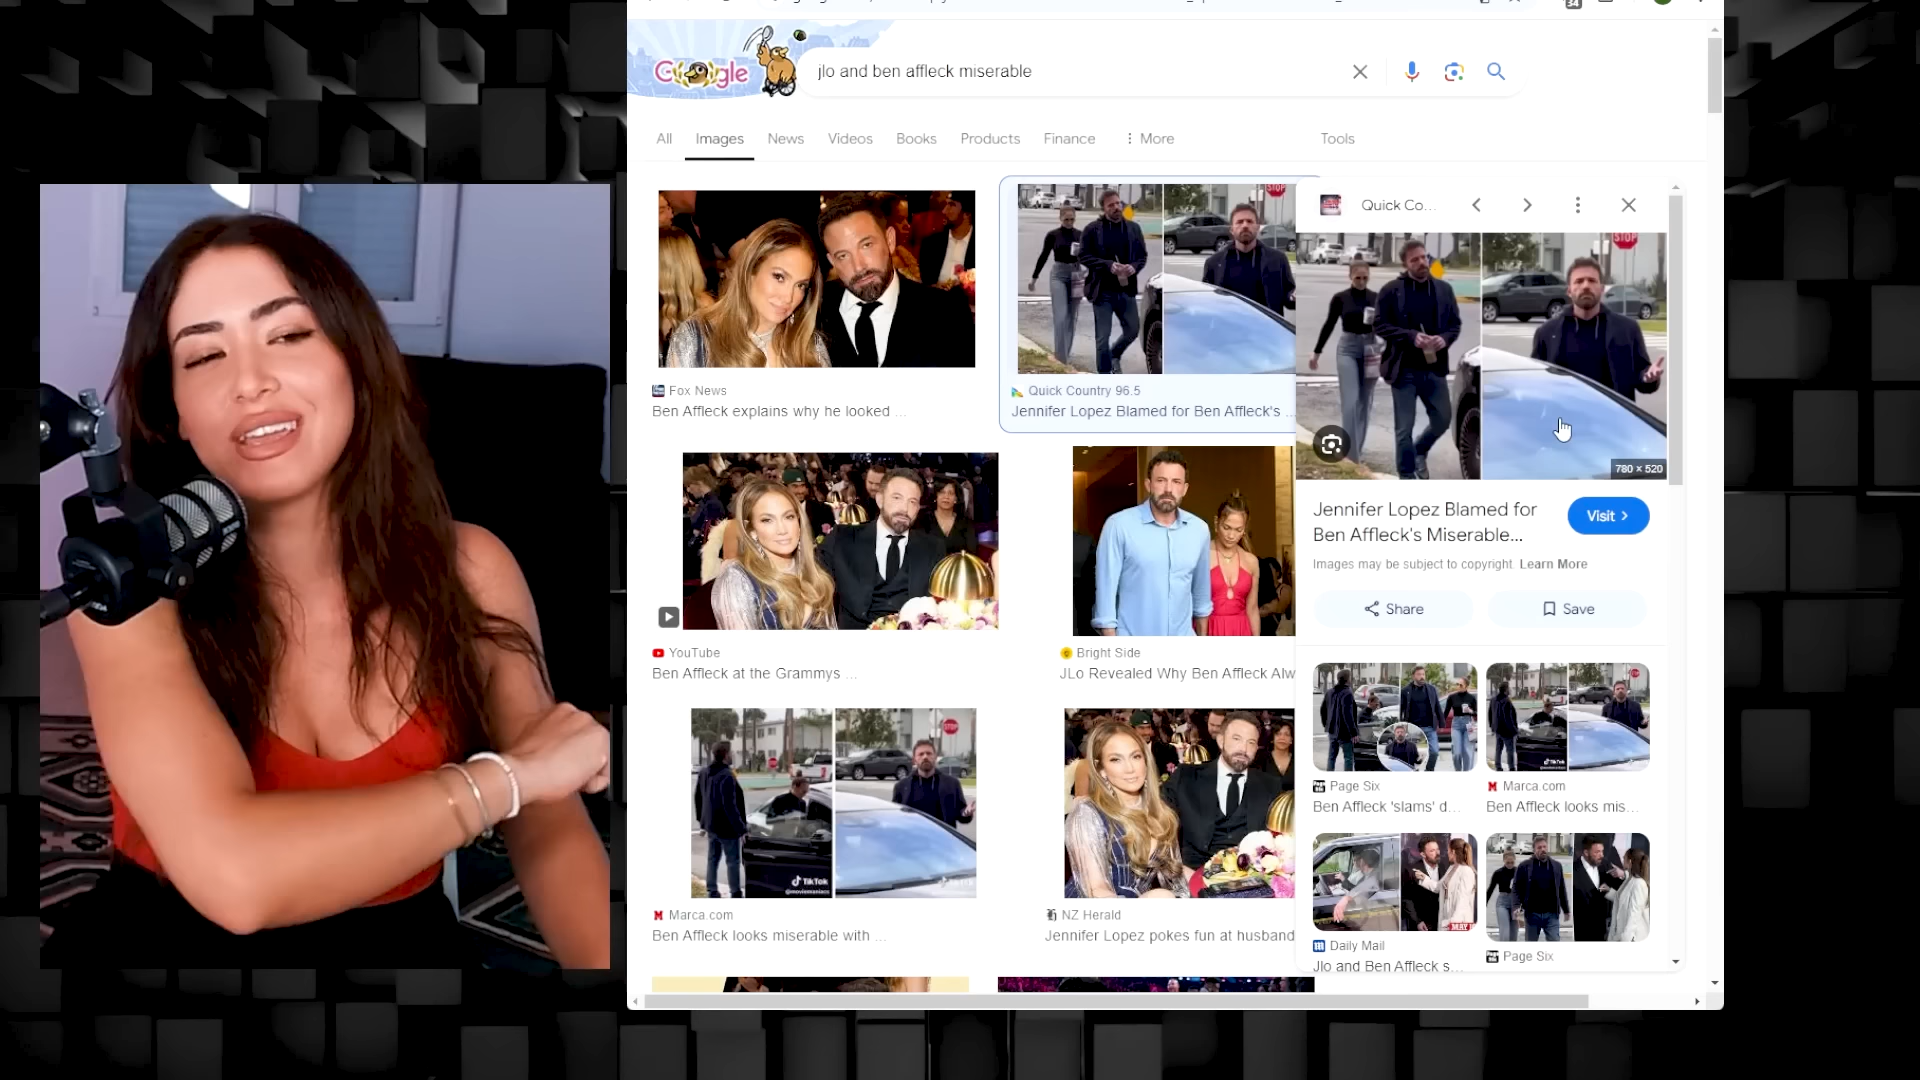 34
Google
jlo and ben affleck miserable
All
Images
News
Videos
Books
Products
Finance
More
Tools
Fox News
Ben Affleck explains why he looked ...
STOP
Quick Country 96.5
Jennifer Lopez Blamed for Ben Affleck's ...
Quick Co...
STOP
780 × 520
Jennifer Lopez Blamed for
Ben Affleck's Miserable...
Visit
Images may be subject to copyright. Learn More
Share
Save
YouTube
Ben Affleck at the Grammys ...
Bright Side
JLo Revealed Why Ben Affleck Alw
TikTok
Marca.com
Ben Affleck looks miserable with ...
NZ Herald
Jennifer Lopez pokes fun at husband
Page Six
Ben Affleck 'slams' d...
TikTok
Marca.com
Ben Affleck looks mis...
Daily Mail
Jlo and Ben Affleck s...
Page Six